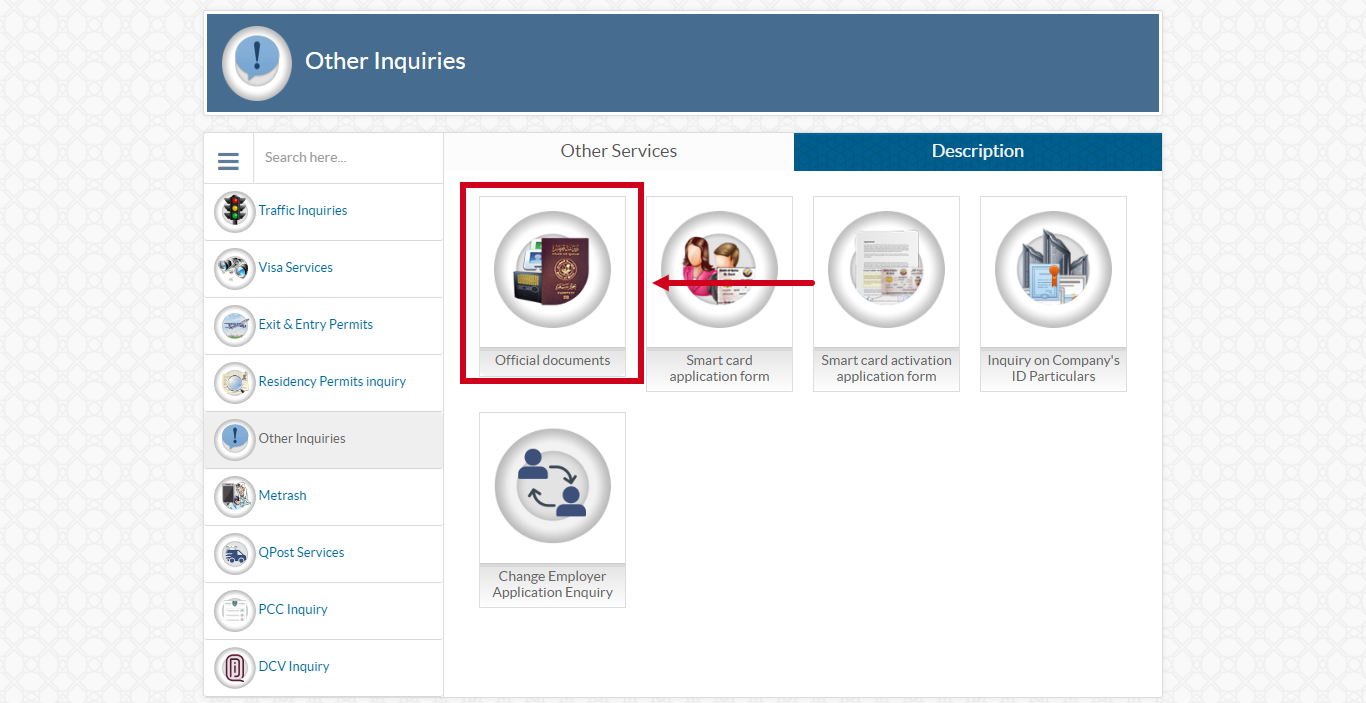 Other Inquiries
Search here...
Traffic Inquiries
Visa Services
Exit & Entry Permits
Residency Permits inquiry
Other Inquiries
Metrash
QPost Services
PCC Inquiry
DCV Inquiry
Other Services
Description
Official documents
Smart card
application form
Smart card activation
application form
Inquiry on Company's
ID Particulars
Change Employer
Application Enquiry